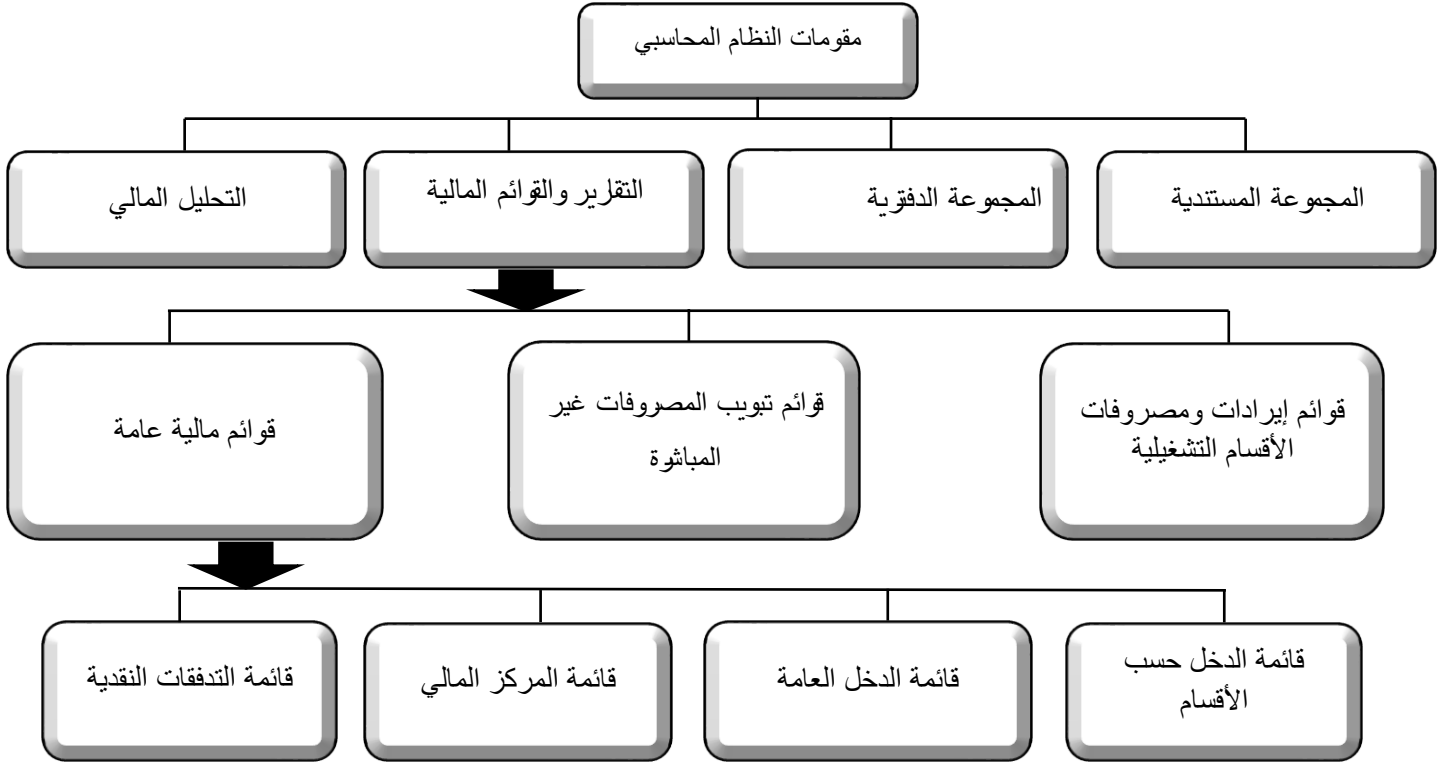 مقومات النظام المحاسبي
المجموعة المستندية
المجموعة الدفترية
التقارير والقوائم المالية
التحليل المالي
قوائم إيرادات ومصروفات
الأقسام التشغيلية
قوائم تبويب المصروفات غير
المباشرة
قوائم مالية عامة
قائمة الدخل حسب
الأقسام
قائمة الدخل العامة
قائمة المركز المالي
قائمة التدفقات النقدية